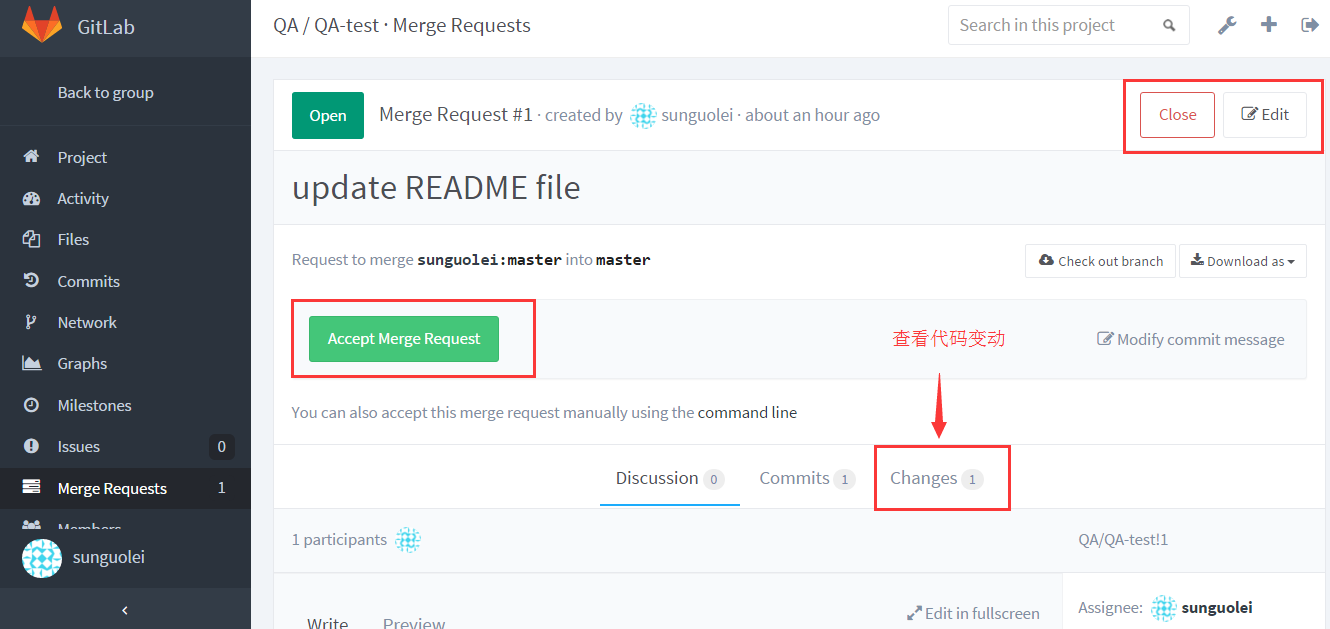 GitLab
QA / QA-test · Merge Requests
Search in this project
Back to group
Project
Activity
Files
Commits
Network
Graphs
Milestones
Issues 0
Merge Requests 1
Members
sunguolei
Open Merge Request #1 · created by sunguolei · about an hour ago
Close Edit
update README file
Request to merge sunguolei:master into master
Check out branch Download as
Accept Merge Request
查看代码变动
Modify commit message
You can also accept this merge request manually using the command line
Discussion 0 Commits 1 Changes 1
1 participants
QA/QA-test!1
Write Preview
Edit in fullscreen
Assignee: sunguolei